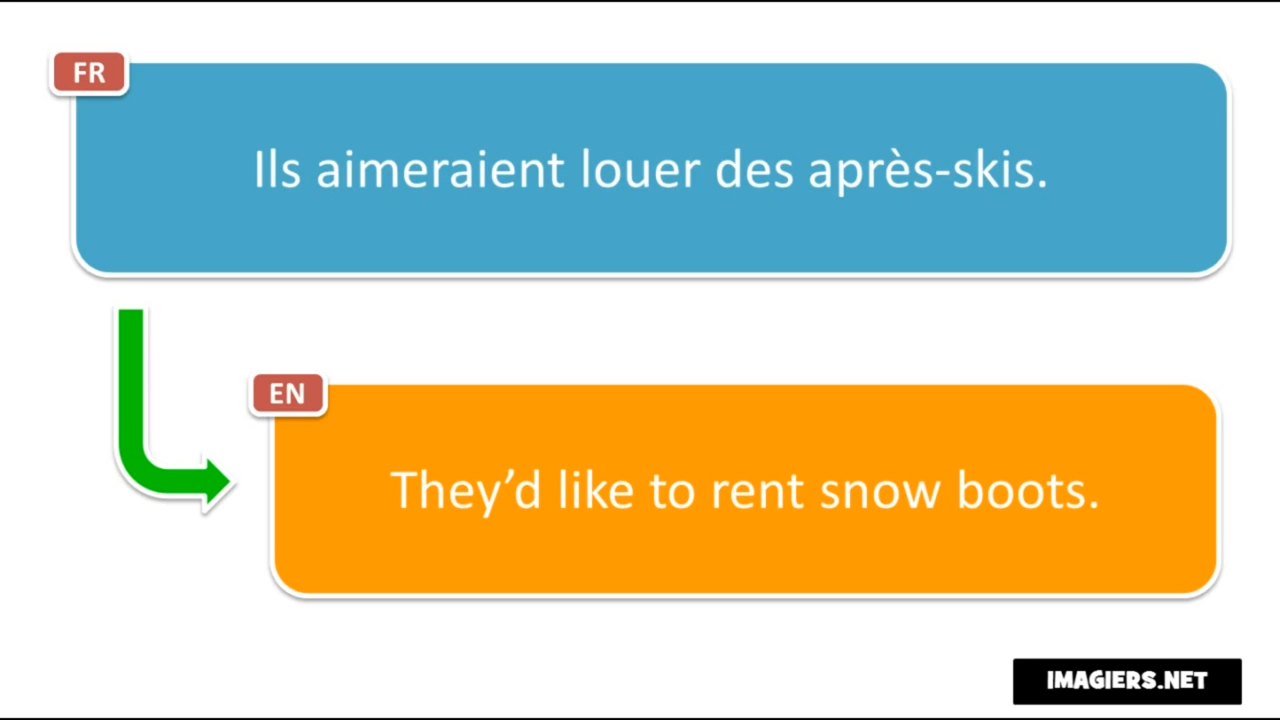 FR
Ils aimeraient louer des après-skis.
EN
They’d like to rent snow boots.
IMAGIERS.NET